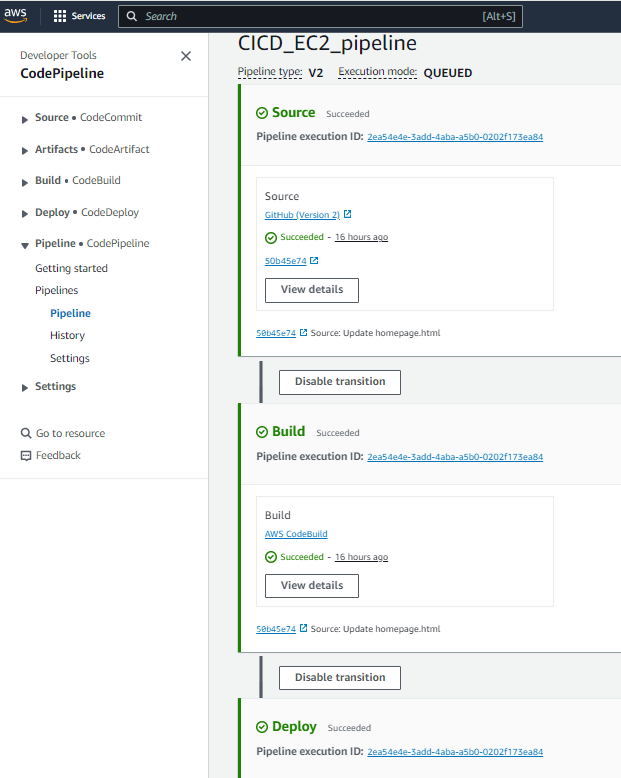 aws
Services
Search
[Alt+S]
Developer Tools
CodePipeline
Source • CodeCommit
Artifacts • CodeArtifact
Build • CodeBuild
Deploy • CodeDeploy
Pipeline • CodePipeline
Getting started
Pipelines
Pipeline
History
Settings
Settings
Go to resource
Feedback
CICD_EC2_pipeline
Pipeline type: V2 Execution mode: QUEUED
Source Succeeded
Pipeline execution ID: 2ea54e4e-3add-4aba-a5b0-0202f173ea84
Source
GitHub (Version 2)
Succeeded - 16 hours ago
50b45e74
View details
50b45e74 Source: Update homepage.html
Disable transition
Build Succeeded
Pipeline execution ID: 2ea54e4e-3add-4aba-a5b0-0202f173ea84
Build
AWS CodeBuild
Succeeded - 16 hours ago
View details
50b45e74 Source: Update homepage.html
Disable transition
Deploy Succeeded
Pipeline execution ID: 2ea54e4e-3add-4aba-a5b0-0202f173ea84